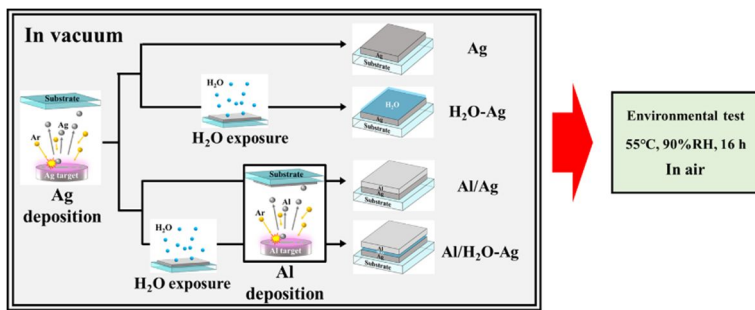 In vacuum
Substrate
Ar
Ag
Ag target
Ag
deposition
H₂O
H₂O exposure
H₂O
H₂O exposure
Substrate
Ar
Al
Al target
Al
deposition
Ag
Substrate
Ag
H₂O
Ag
Substrate
H₂O-Ag
Al
Ag
Substrate
Al/Ag
Al
Ag
Substrate
Al/H₂O-Ag
Environmental test
55°C, 90%RH, 16 h
In air